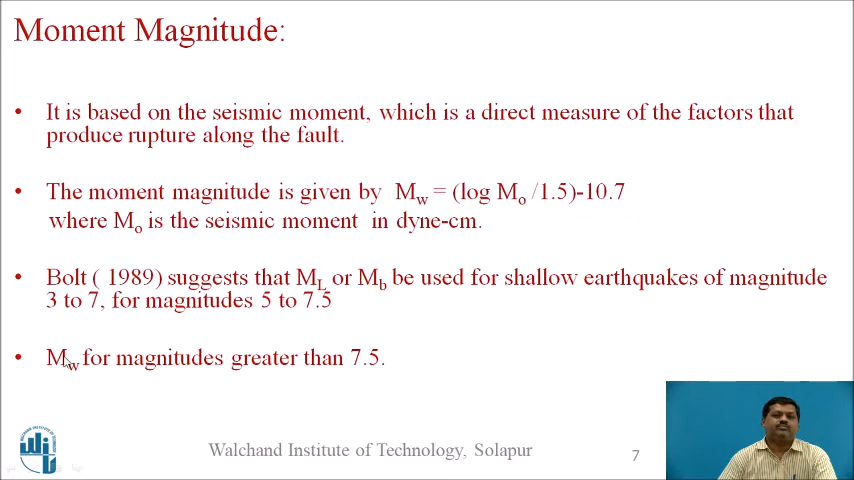 Moment Magnitude:
• It is based on the seismic moment, which is a direct measure of the factors that
produce rupture along the fault.
• The moment magnitude is given by Mw = (log Mo /1.5)-10.7
where Mo is the seismic moment in dyne-cm.
• Bolt ( 1989) suggests that ML or Mb be used for shallow earthquakes of magnitude
3 to 7, for magnitudes 5 to 7.5
• Mw for magnitudes greater than 7.5.
Walchand Institute of Technology, Solapur
7